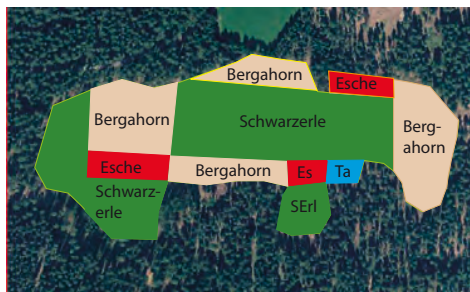 Bergahorn
Esche
Bergahorn
Schwarzerle
Berg-
ahorn
Esche
Bergahorn
Es
Ta
Schwarz-
erle
SErl